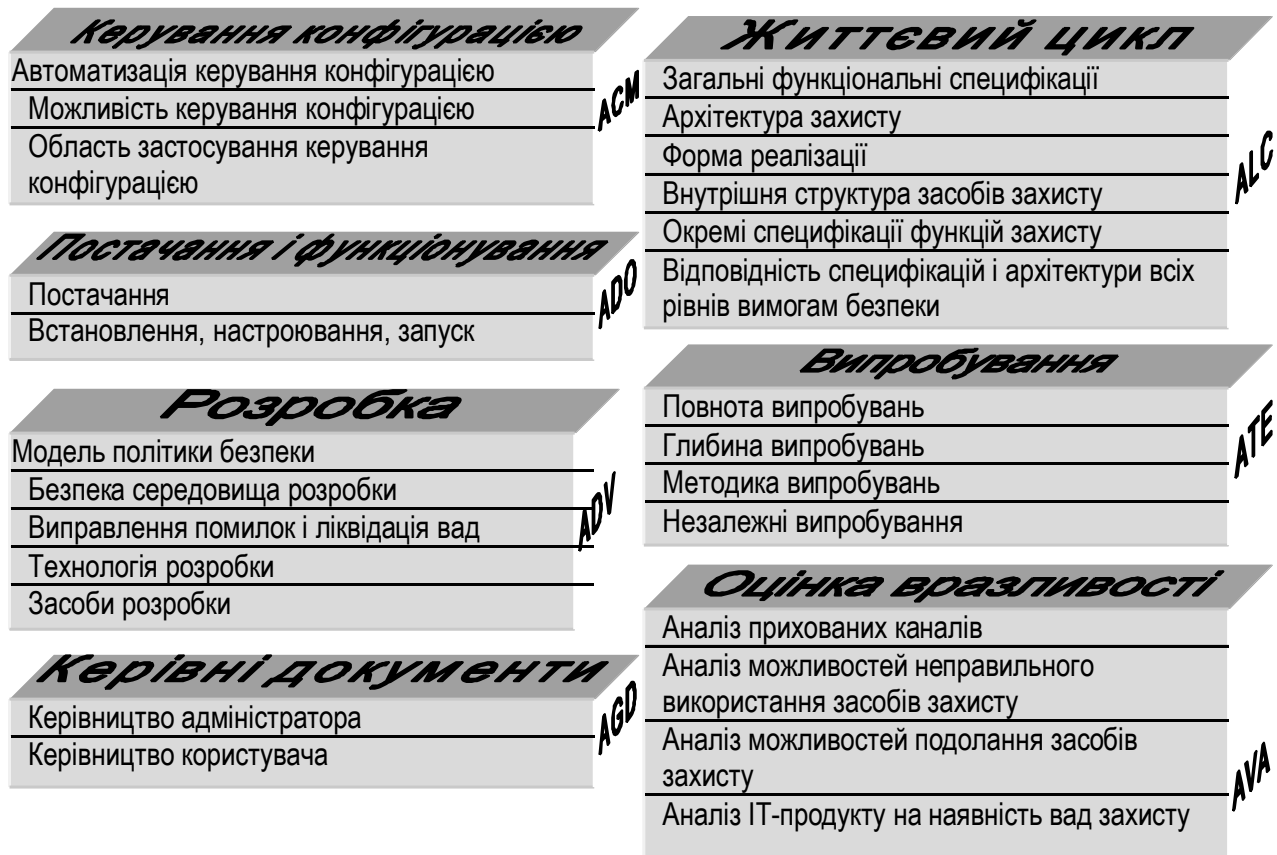 Керування конфігурацією
Автоматизація керування конфігурацією
Можливість керування конфігурацією
Область застосування керування
конфігурацією
ACM
Постачання і функціонування
Постачання
Встановлення, настроювання, запуск
ADO
Розробка
Модель політики безпеки
Безпека середовища розробки
Виправлення помилок і ліквідація вад
Технологія розробки
Засоби розробки
ADV
Керівні документи
Керівництво адміністратора
Керівництво користувача
AGD
Життєвий цикл
Загальні функціональні специфікації
Архітектура захисту
Форма реалізації
Внутрішня структура засобів захисту
Окремі специфікації функцій захисту
Відповідність специфікацій і архітектури всіх
рівнів вимогам безпеки
ALC
Випробування
Повнота випробувань
Глибина випробувань
Методика випробувань
Незалежні випробування
ATE
Оцінка вразливості
Аналіз прихованих каналів
Аналіз можливостей неправильного
використання засобів захисту
Аналіз можливостей подолання засобів
захисту
Аналіз ІТ-продукту на наявність вад захисту
AVA